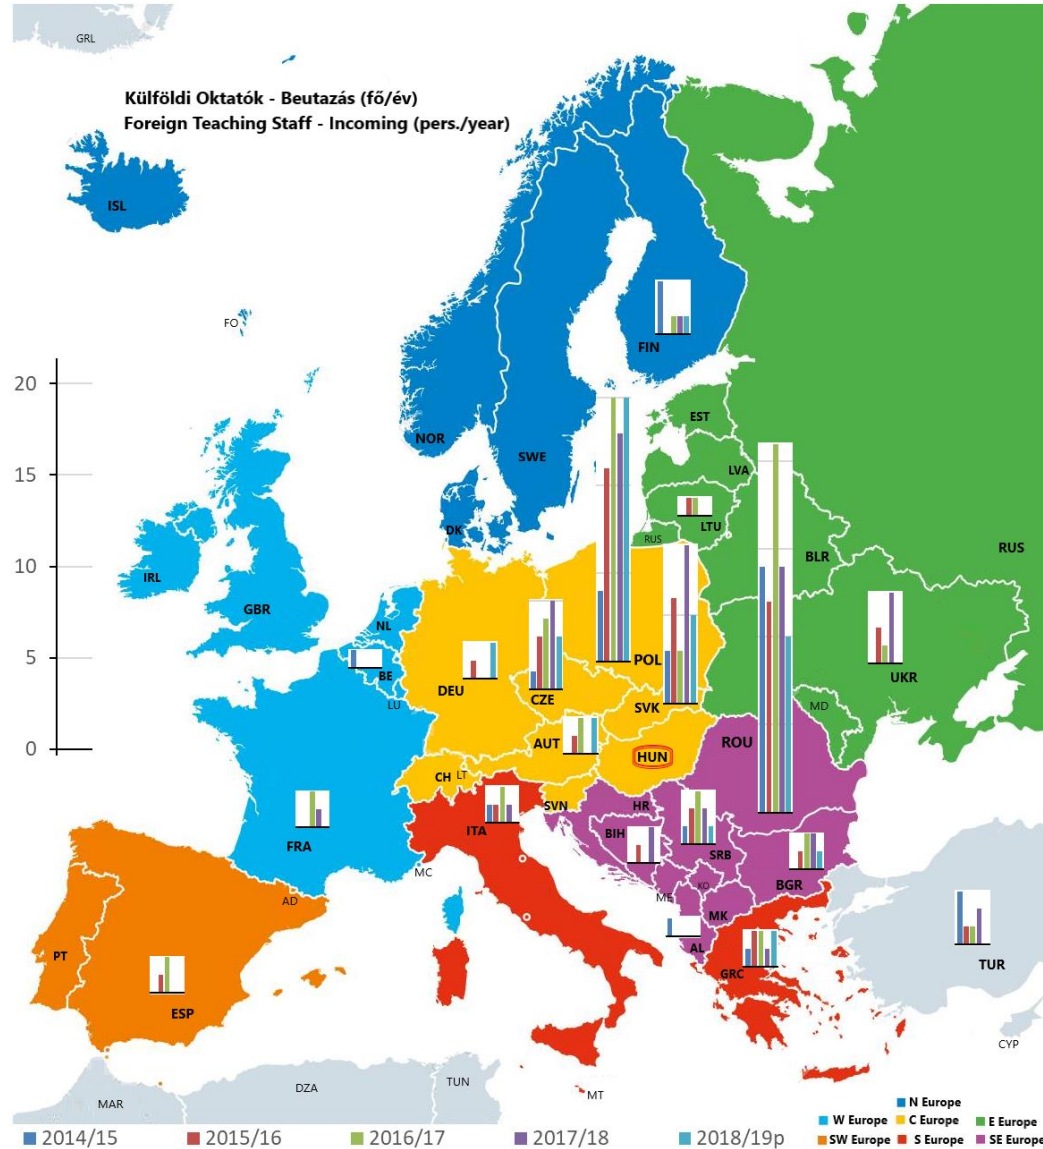 GRL
Külföldi Oktatók - Beutazás (fő/év)
Foreign Teaching Staff - Incoming (pers./year)
ISL
FO
FIN
20
EST
NOR
SWE
LVA
15
DK
LTU
RUS
RUS
BLR
10
IRL
GBR
NL
5
BE
DEU
POL
UKR
CZE
LU
SVK
MD
0
AUT
HUN
ROU
CH
LT
SVN
HR
ITA
BIH
FRA
SRB
MC
KO
BGR
AD
ME
MK
PT
AL
GRC
TUR
ESP
CYP
TUN
DZA
MT
MAR
N Europe
W Europe
C Europe
E Europe
SW Europe
S Europe
SE Europe
2014/15
2015/16
2016/17
2017/18
2018/19p